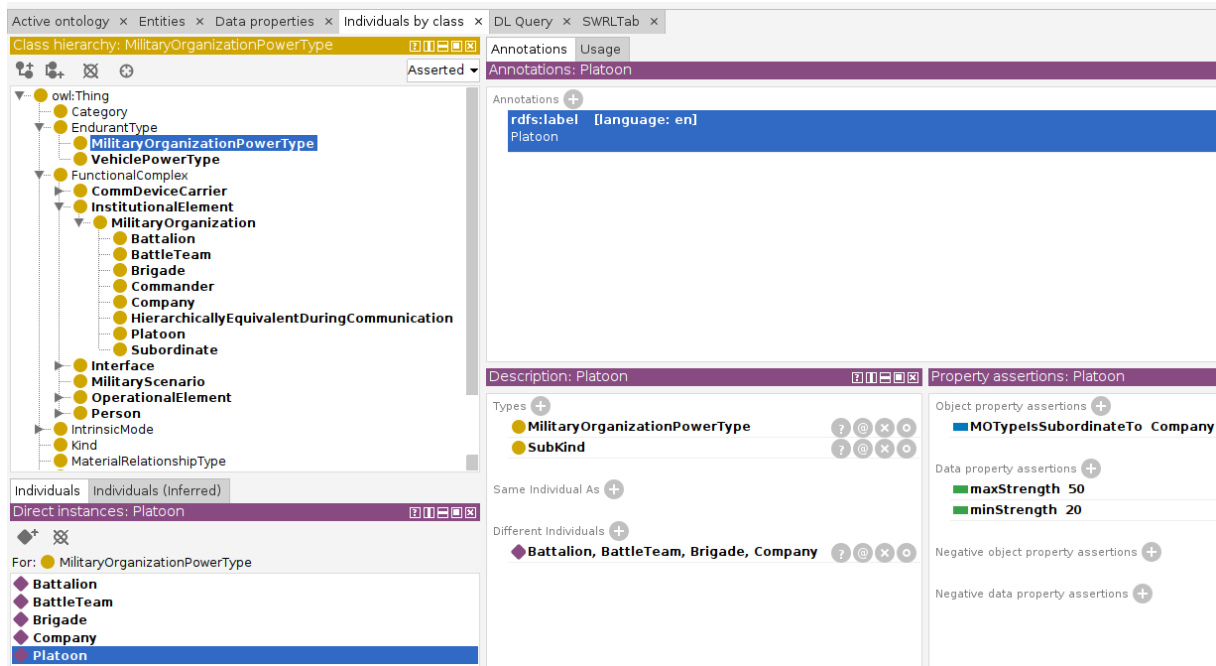 Active ontology × Entities × Data properties × Individuals by class × DL Query × SWRLTab ×
Class hierarchy: MilitaryOrganizationPowerType
Asserted
owl:Thing
Category
EndurantType
MilitaryOrganizationPowerType
VehiclePowerType
FunctionalComplex
CommDeviceCarrier
InstitutionalElement
MilitaryOrganization
Battalion
BattleTeam
Brigade
Commander
Company
HierarchicallyEquivalentDuringCommunication
Platoon
Subordinate
Interface
MilitaryScenario
OperationalElement
Person
IntrinsicMode
Kind
MaterialRelationshipType
Individuals Individuals (Inferred)
Direct instances: Platoon
For: MilitaryOrganizationPowerType
Battalion
BattleTeam
Brigade
Company
Platoon
Annotations Usage
Annotations: Platoon
Annotations
rdfs:label [language: en]
Platoon
Description: Platoon
Types
MilitaryOrganizationPowerType
SubKind
Same Individual As
Different Individuals
Battalion, BattleTeam, Brigade, Company
Property assertions: Platoon
Object property assertions
MOTypeIsSubordinateTo Company
Data property assertions
maxStrength 50
minStrength 20
Negative object property assertions
Negative data property assertions